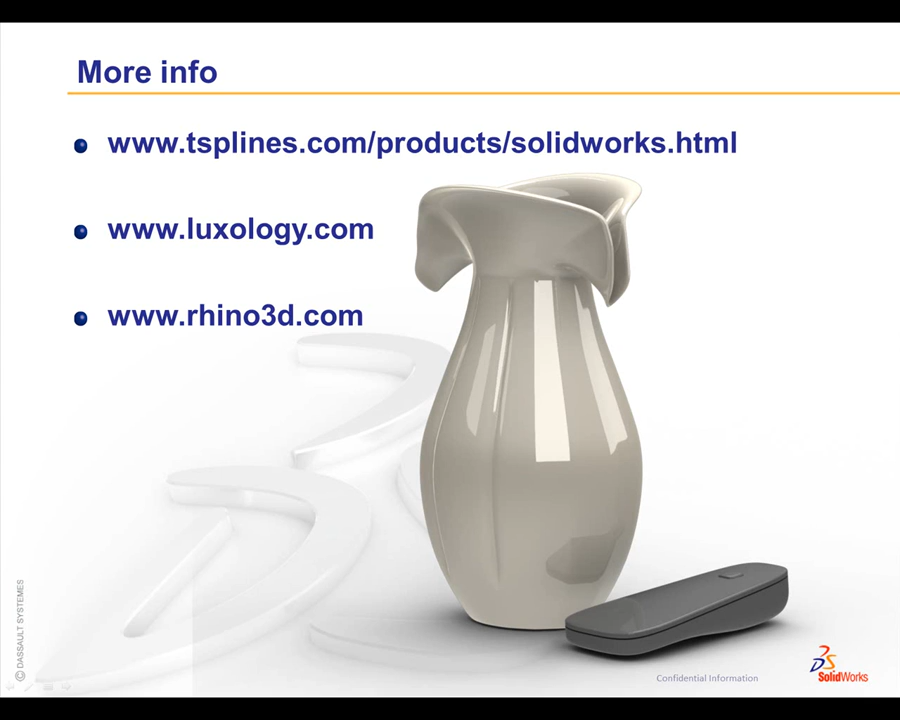 More info
www.tsplines.com/products/solidworks.html
www.luxology.com
www.rhino3d.com
© DASSAULT SYSTEMES
Confidential Information
SolidWorks